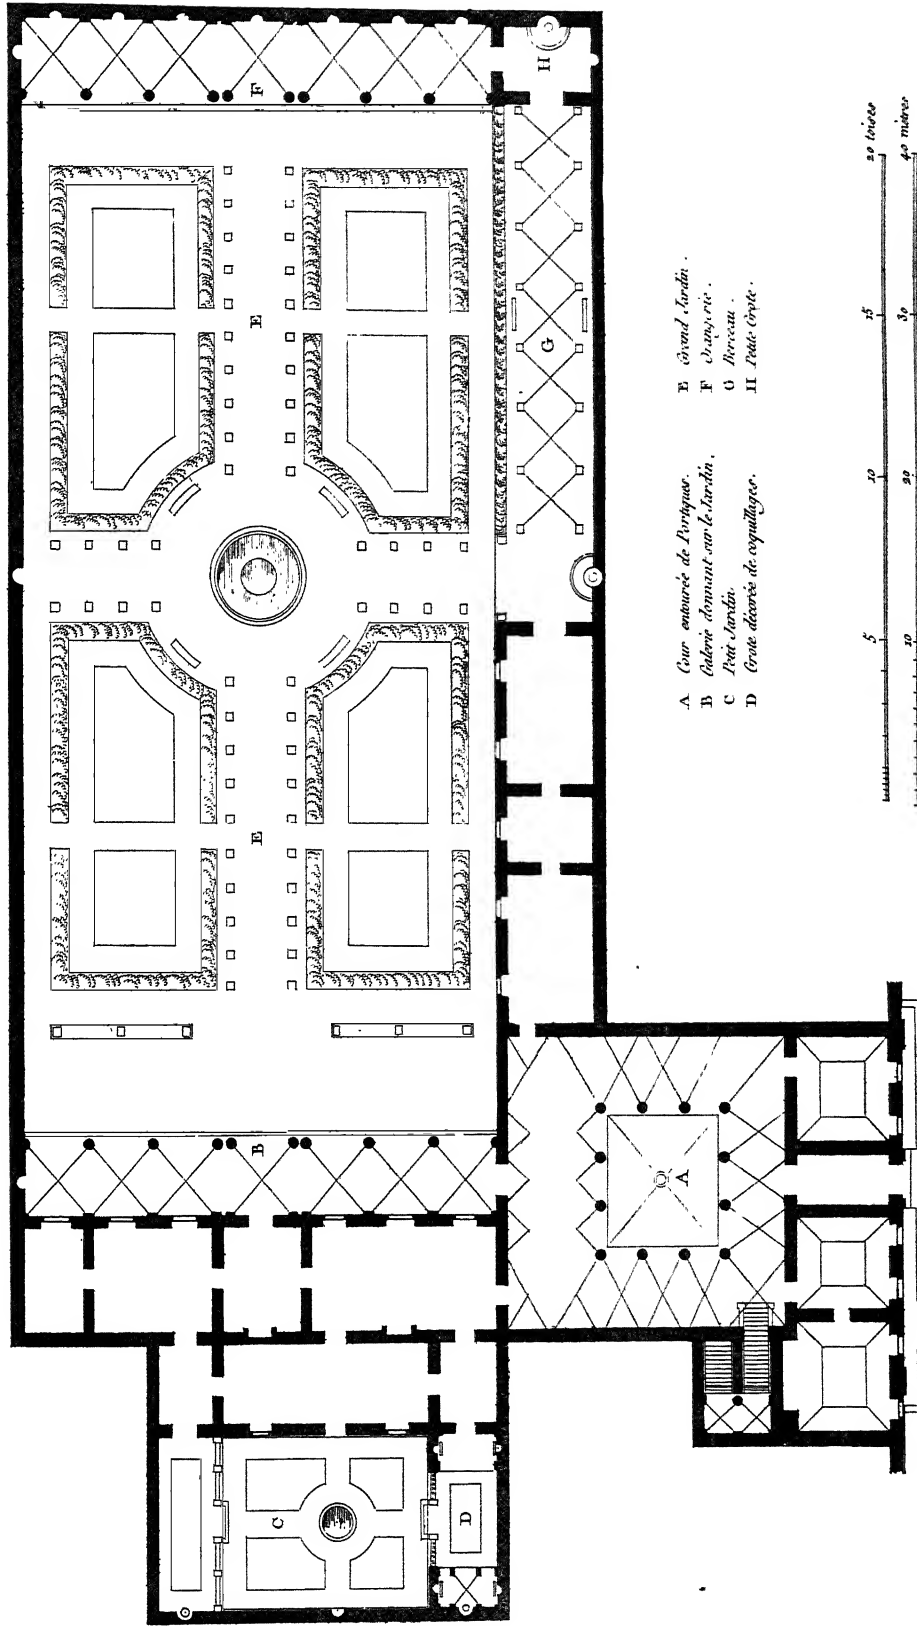 A Cour entourée de Portiques.
B Galerie donnant sur le Jardin.
C Petit Jardin.
D Grote décorée de coquillages.
E Grand Jardin.
F Orangerie.
G Berceau.
H Petite Grote.
5 10 15 20 toises
10 20 30 40 mètres
F
H
E
G
E
B
A
C
D